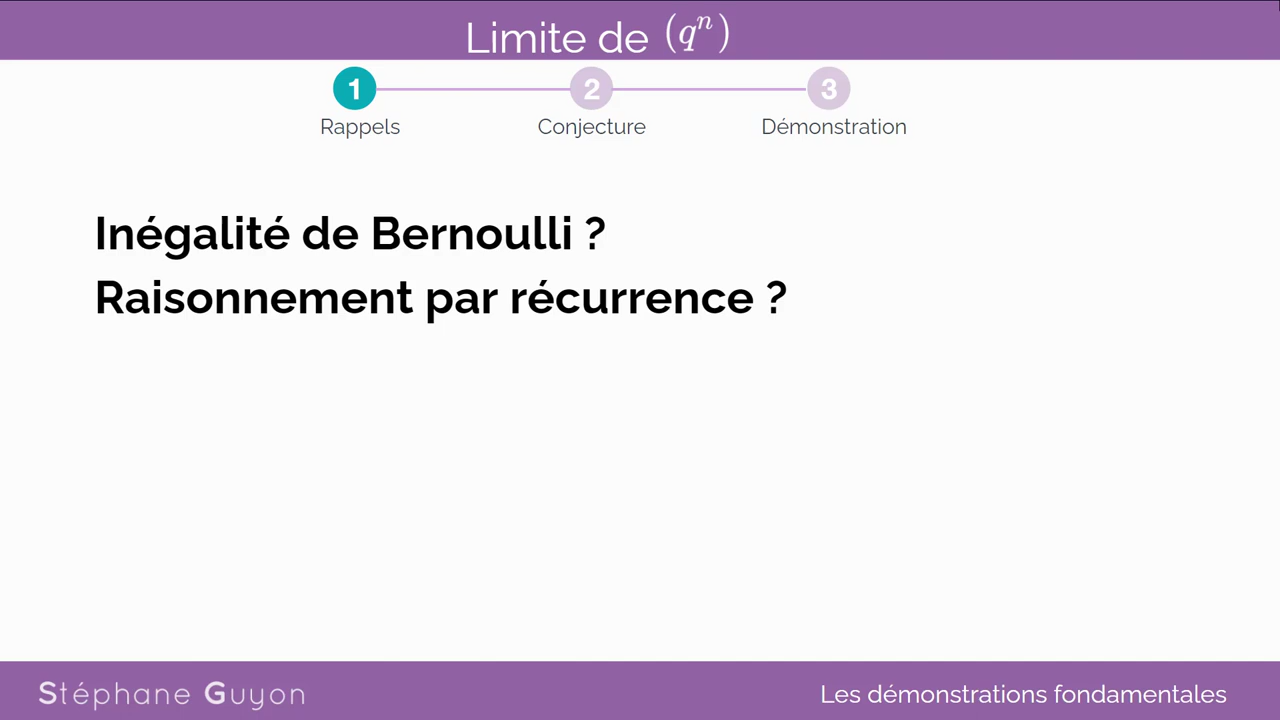 Limite de (qⁿ)
1 2 3
Rappels Conjecture Démonstration
Inégalité de Bernoulli ?
Raisonnement par récurrence ?
Stéphane Guyon Les démonstrations fondamentales